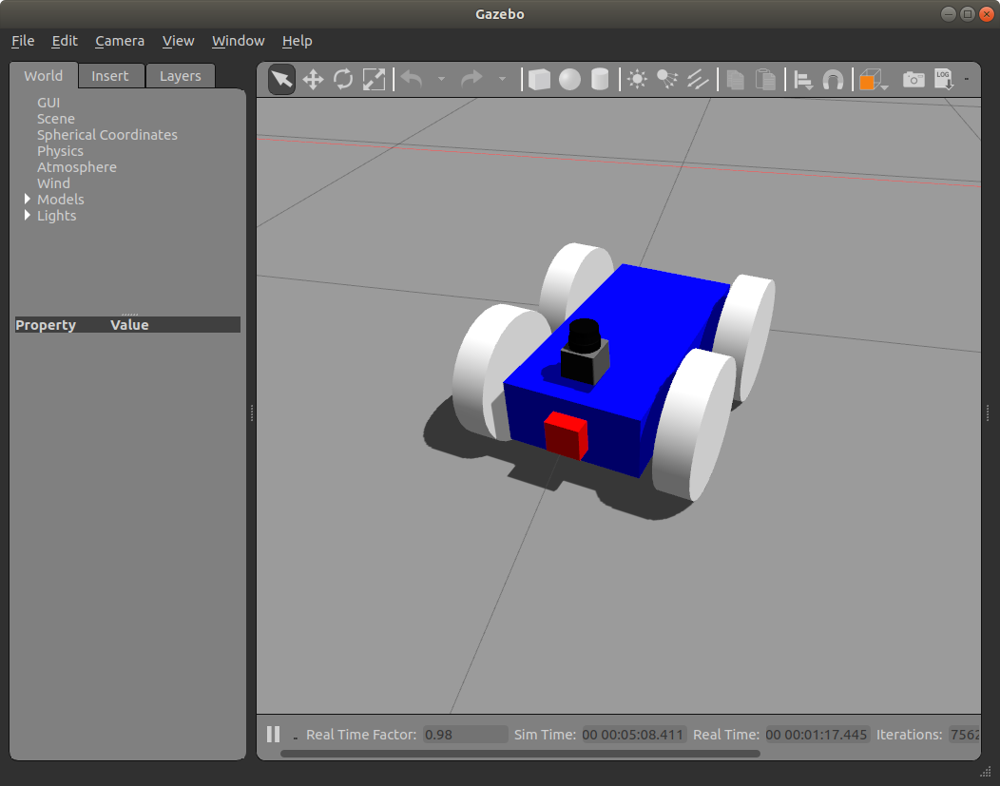 Gazebo
File Edit Camera View Window Help
World Insert Layers
LOG
GUI
Scene
Spherical Coordinates
Physics
Atmosphere
Wind
Models
Lights
Property Value
Real Time Factor: 0.98 Sim Time: 00 00:05:08.411 Real Time: 00 00:01:17.445 Iterations: 7562